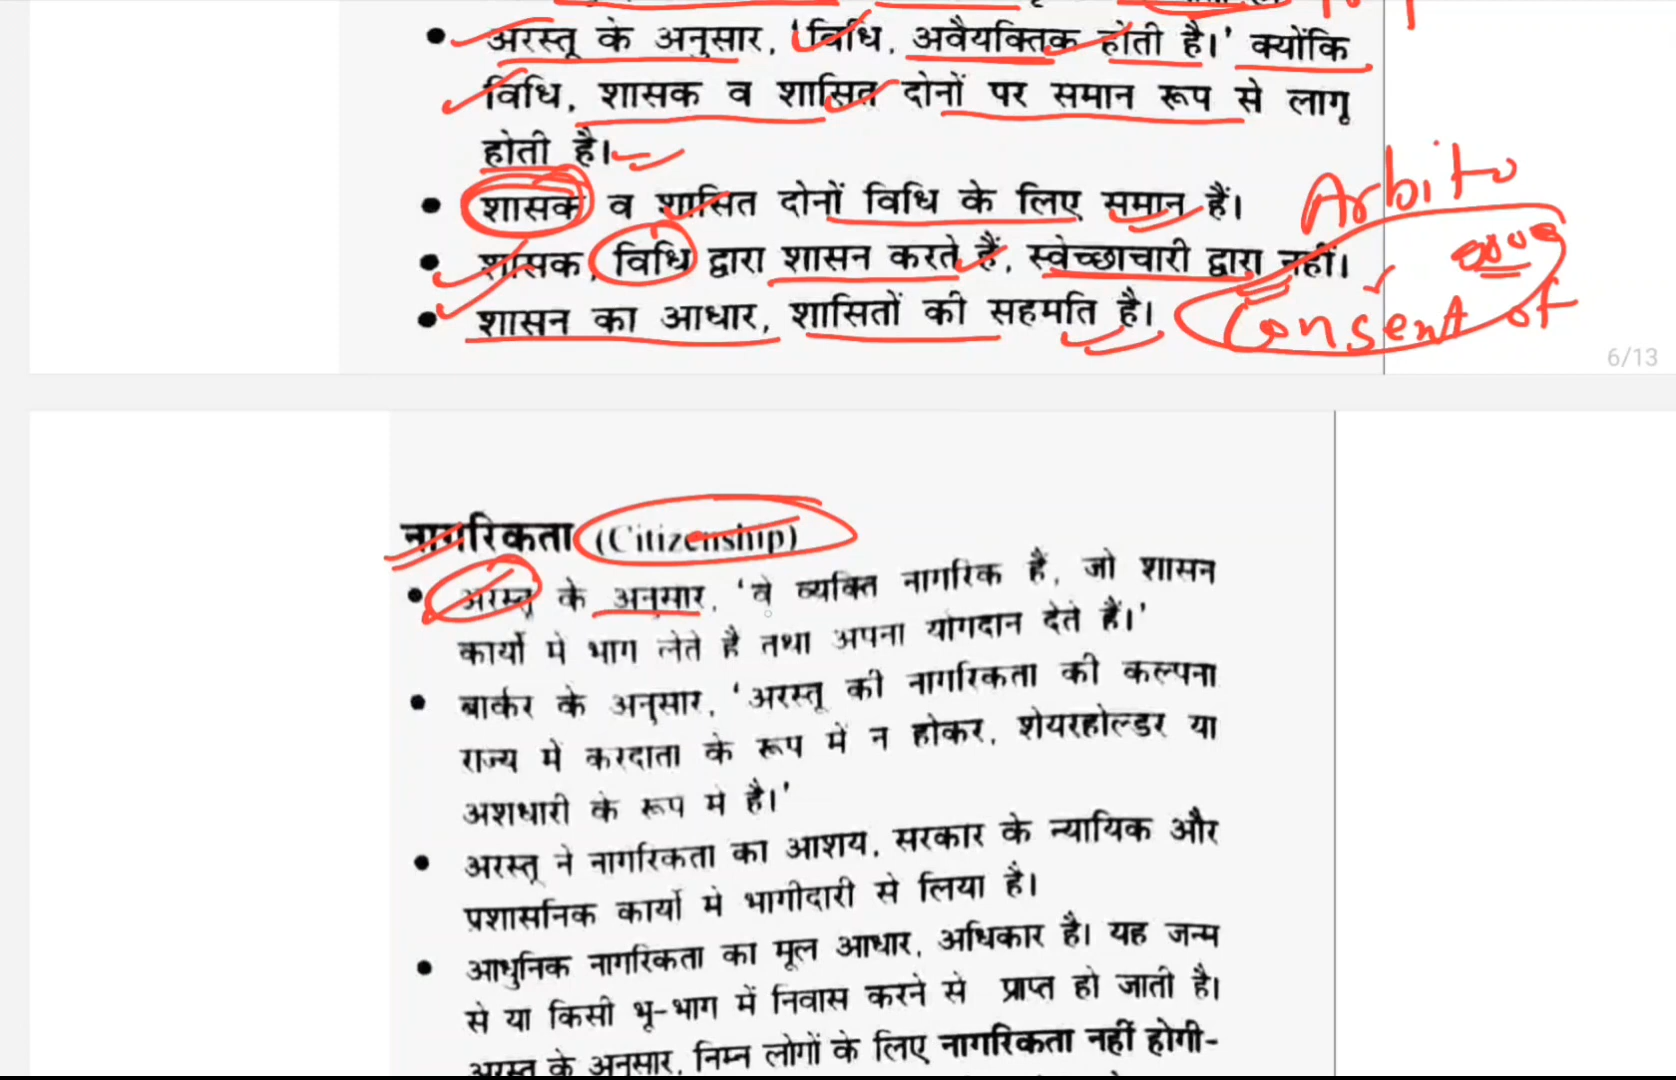 अरस्तू के अनुसार, 'विधि, अवैयक्तिक होती है।' क्योंकि
विधि, शासक व शासित दोनों पर समान रूप से लागू
होती है।
शासक व शासित दोनों विधि के लिए समान हैं।
शासक, विधि द्वारा शासन करते हैं, स्वेच्छाचारी द्वारा नहीं।
शासन का आधार, शासितों की सहमति है।
Consent of
6/13
नागरिकता (Citizenship)
अरस्तू के अनुसार, 'वे व्यक्ति नागरिक हैं, जो शासन
कार्यो मे भाग लेते है तथा अपना योगदान देते हैं।'
बार्कर के अनुसार, 'अरस्तू की नागरिकता की कल्पना
राज्य में करदाता के रूप में न होकर, शेयरहोल्डर या
अशधारी के रूप मे है।'
अरस्तू ने नागरिकता का आशय, सरकार के न्यायिक और
प्रशासनिक कार्यो मे भागीदारी से लिया है।
आधुनिक नागरिकता का मूल आधार, अधिकार है। यह जन्म
से या किसी भू-भाग में निवास करने से प्राप्त हो जाती है।
अरस्तू के अनुसार, निम्न लोगों के लिए नागरिकता नहीं होगी-